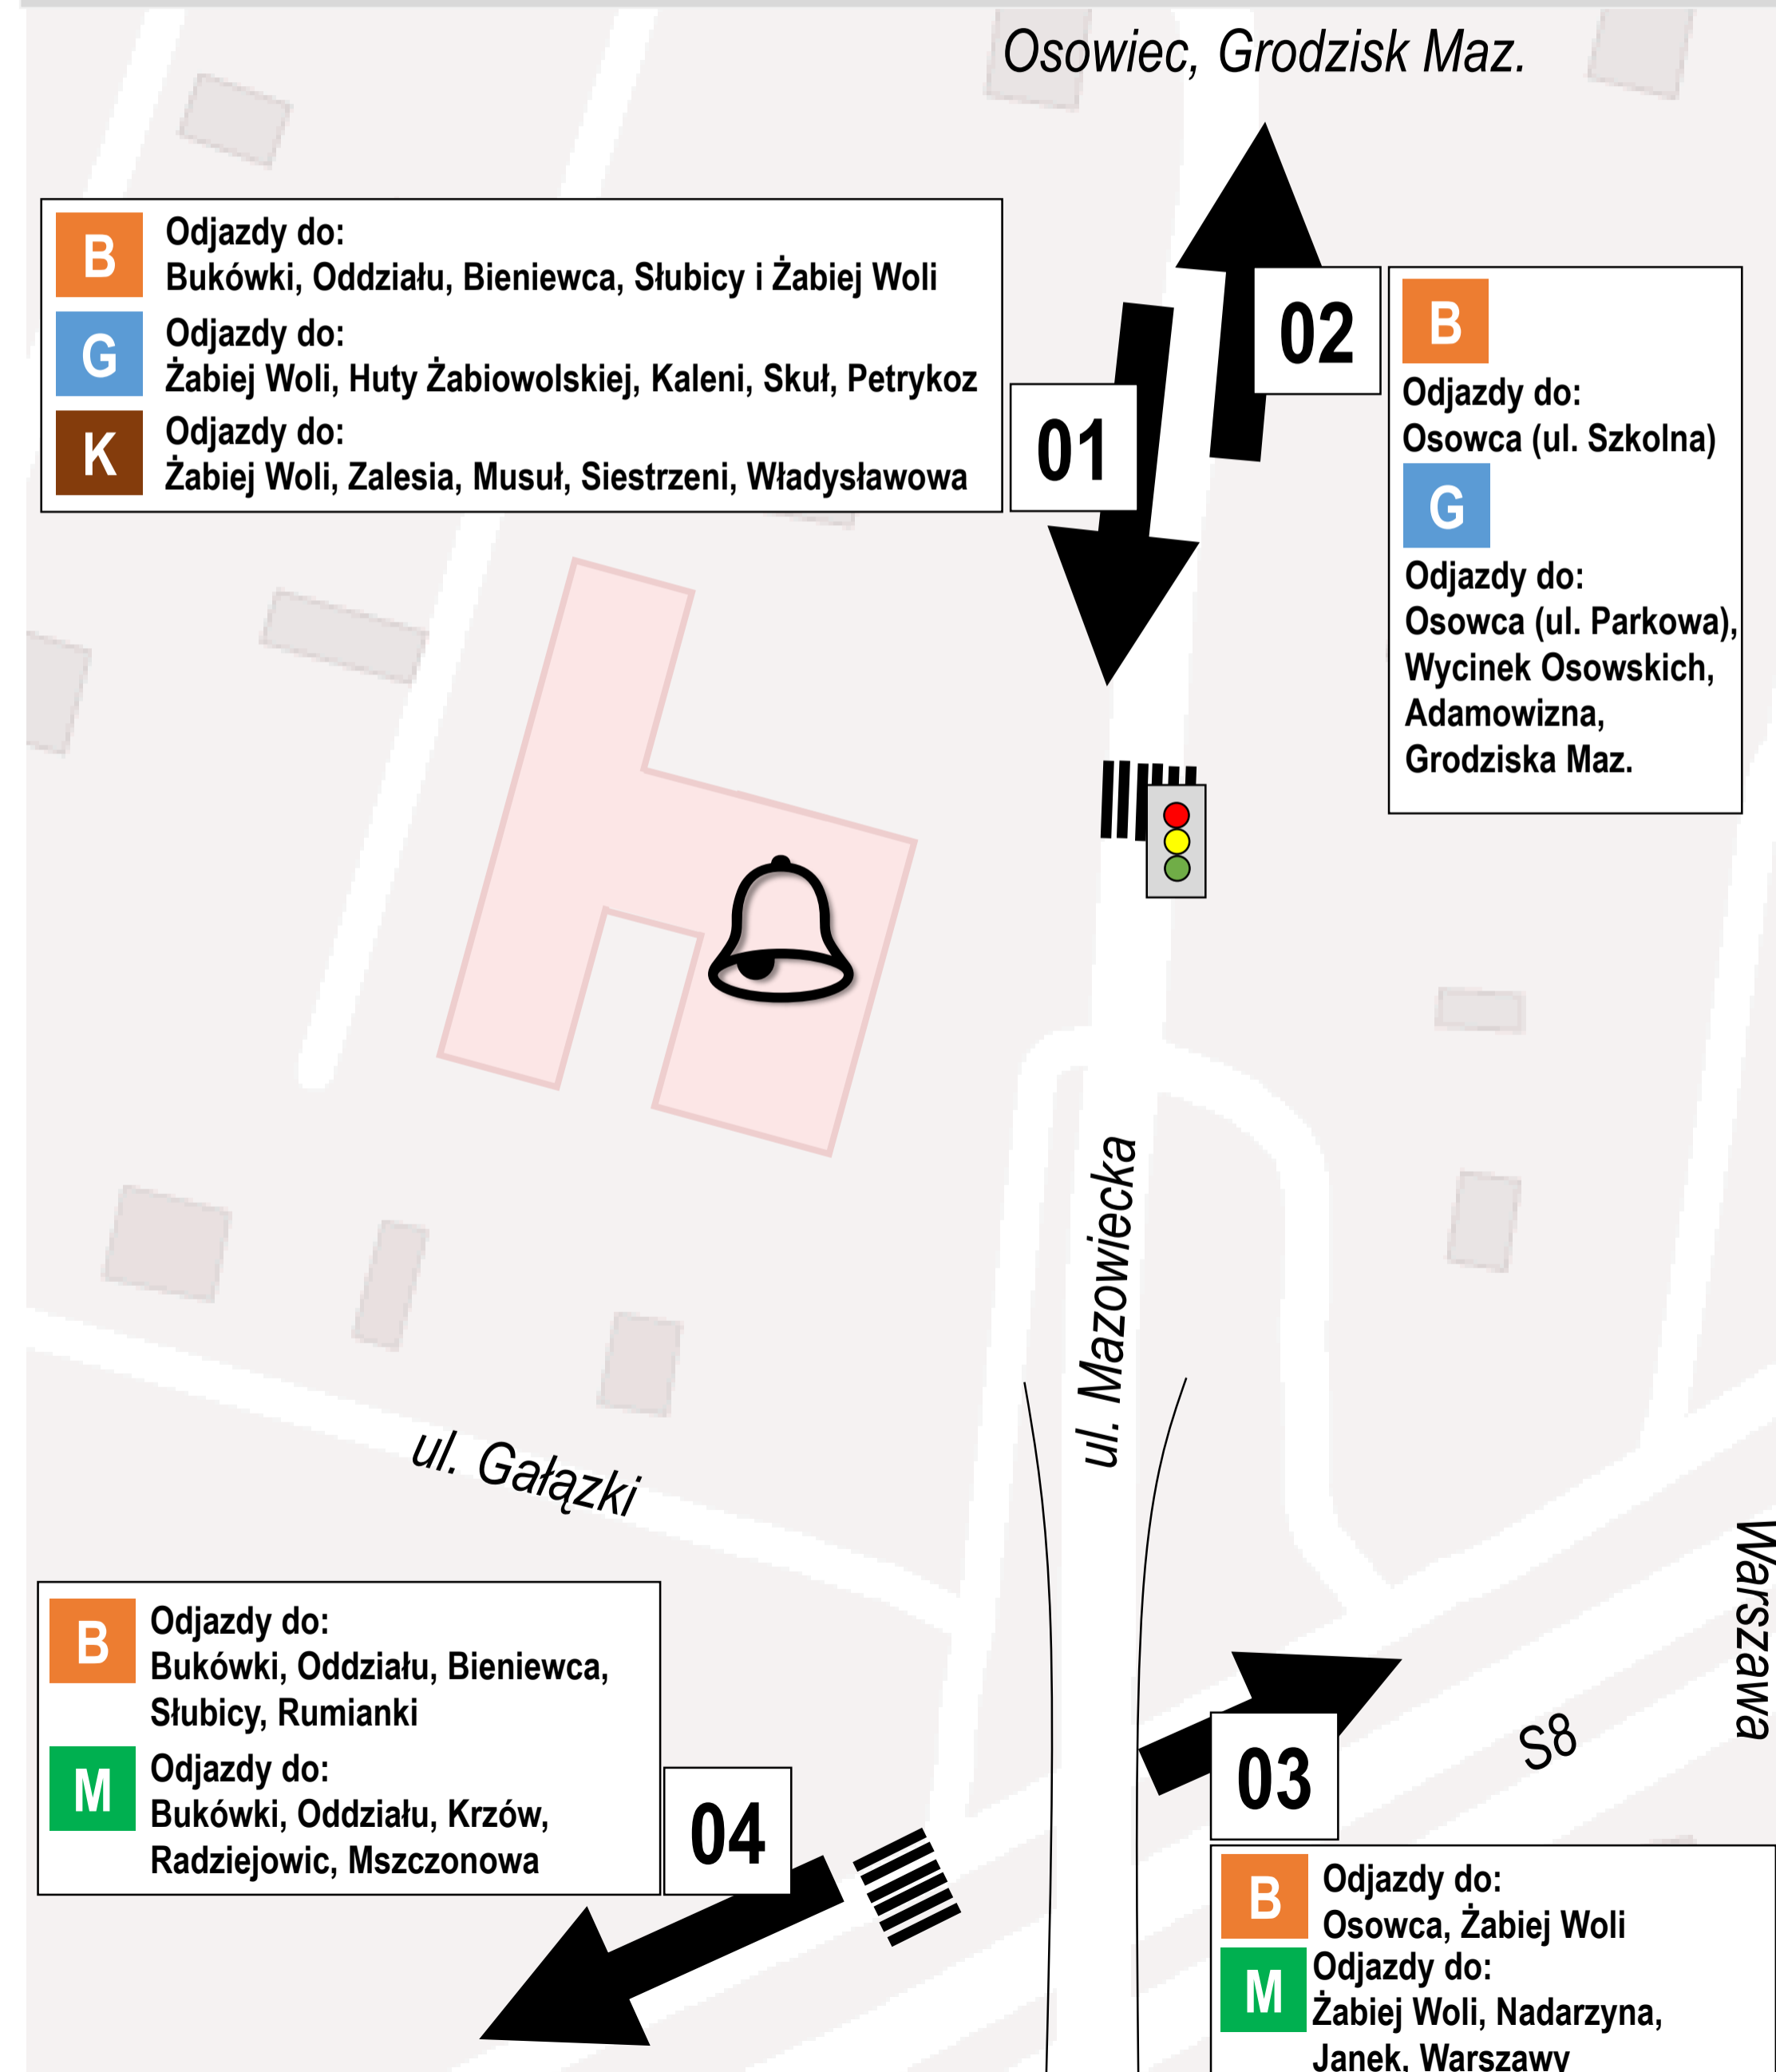 Osowiec, Grodzisk Maz.
B
Odjazdy do:
Bukówki, Oddziału, Bieniewca, Słubicy i Żabiej Woli
G
Odjazdy do:
Żabiej Woli, Huty Żabiowolskiej, Kaleni, Skuł, Petrykoz
K
Odjazdy do:
Żabiej Woli, Zalesia, Musuł, Siestrzeni, Władysławowa
01
02
B
Odjazdy do:
Osowca (ul. Szkolna)
G
Odjazdy do:
Osowca (ul. Parkowa),
Wycinek Osowskich,
Adamowizna,
Grodziska Maz.
ul. Mazowiecka
ul. Gałązki
Warszawa
S8
B
Odjazdy do:
Bukówki, Oddziału, Bieniewca,
Słubicy, Rumianki
M
Odjazdy do:
Bukówki, Oddziału, Krzów,
Radziejowic, Mszczonowa
04
03
B
Odjazdy do:
Osowca, Żabiej Woli
M
Odjazdy do:
Żabiej Woli, Nadarzyna,
Janek, Warszawy